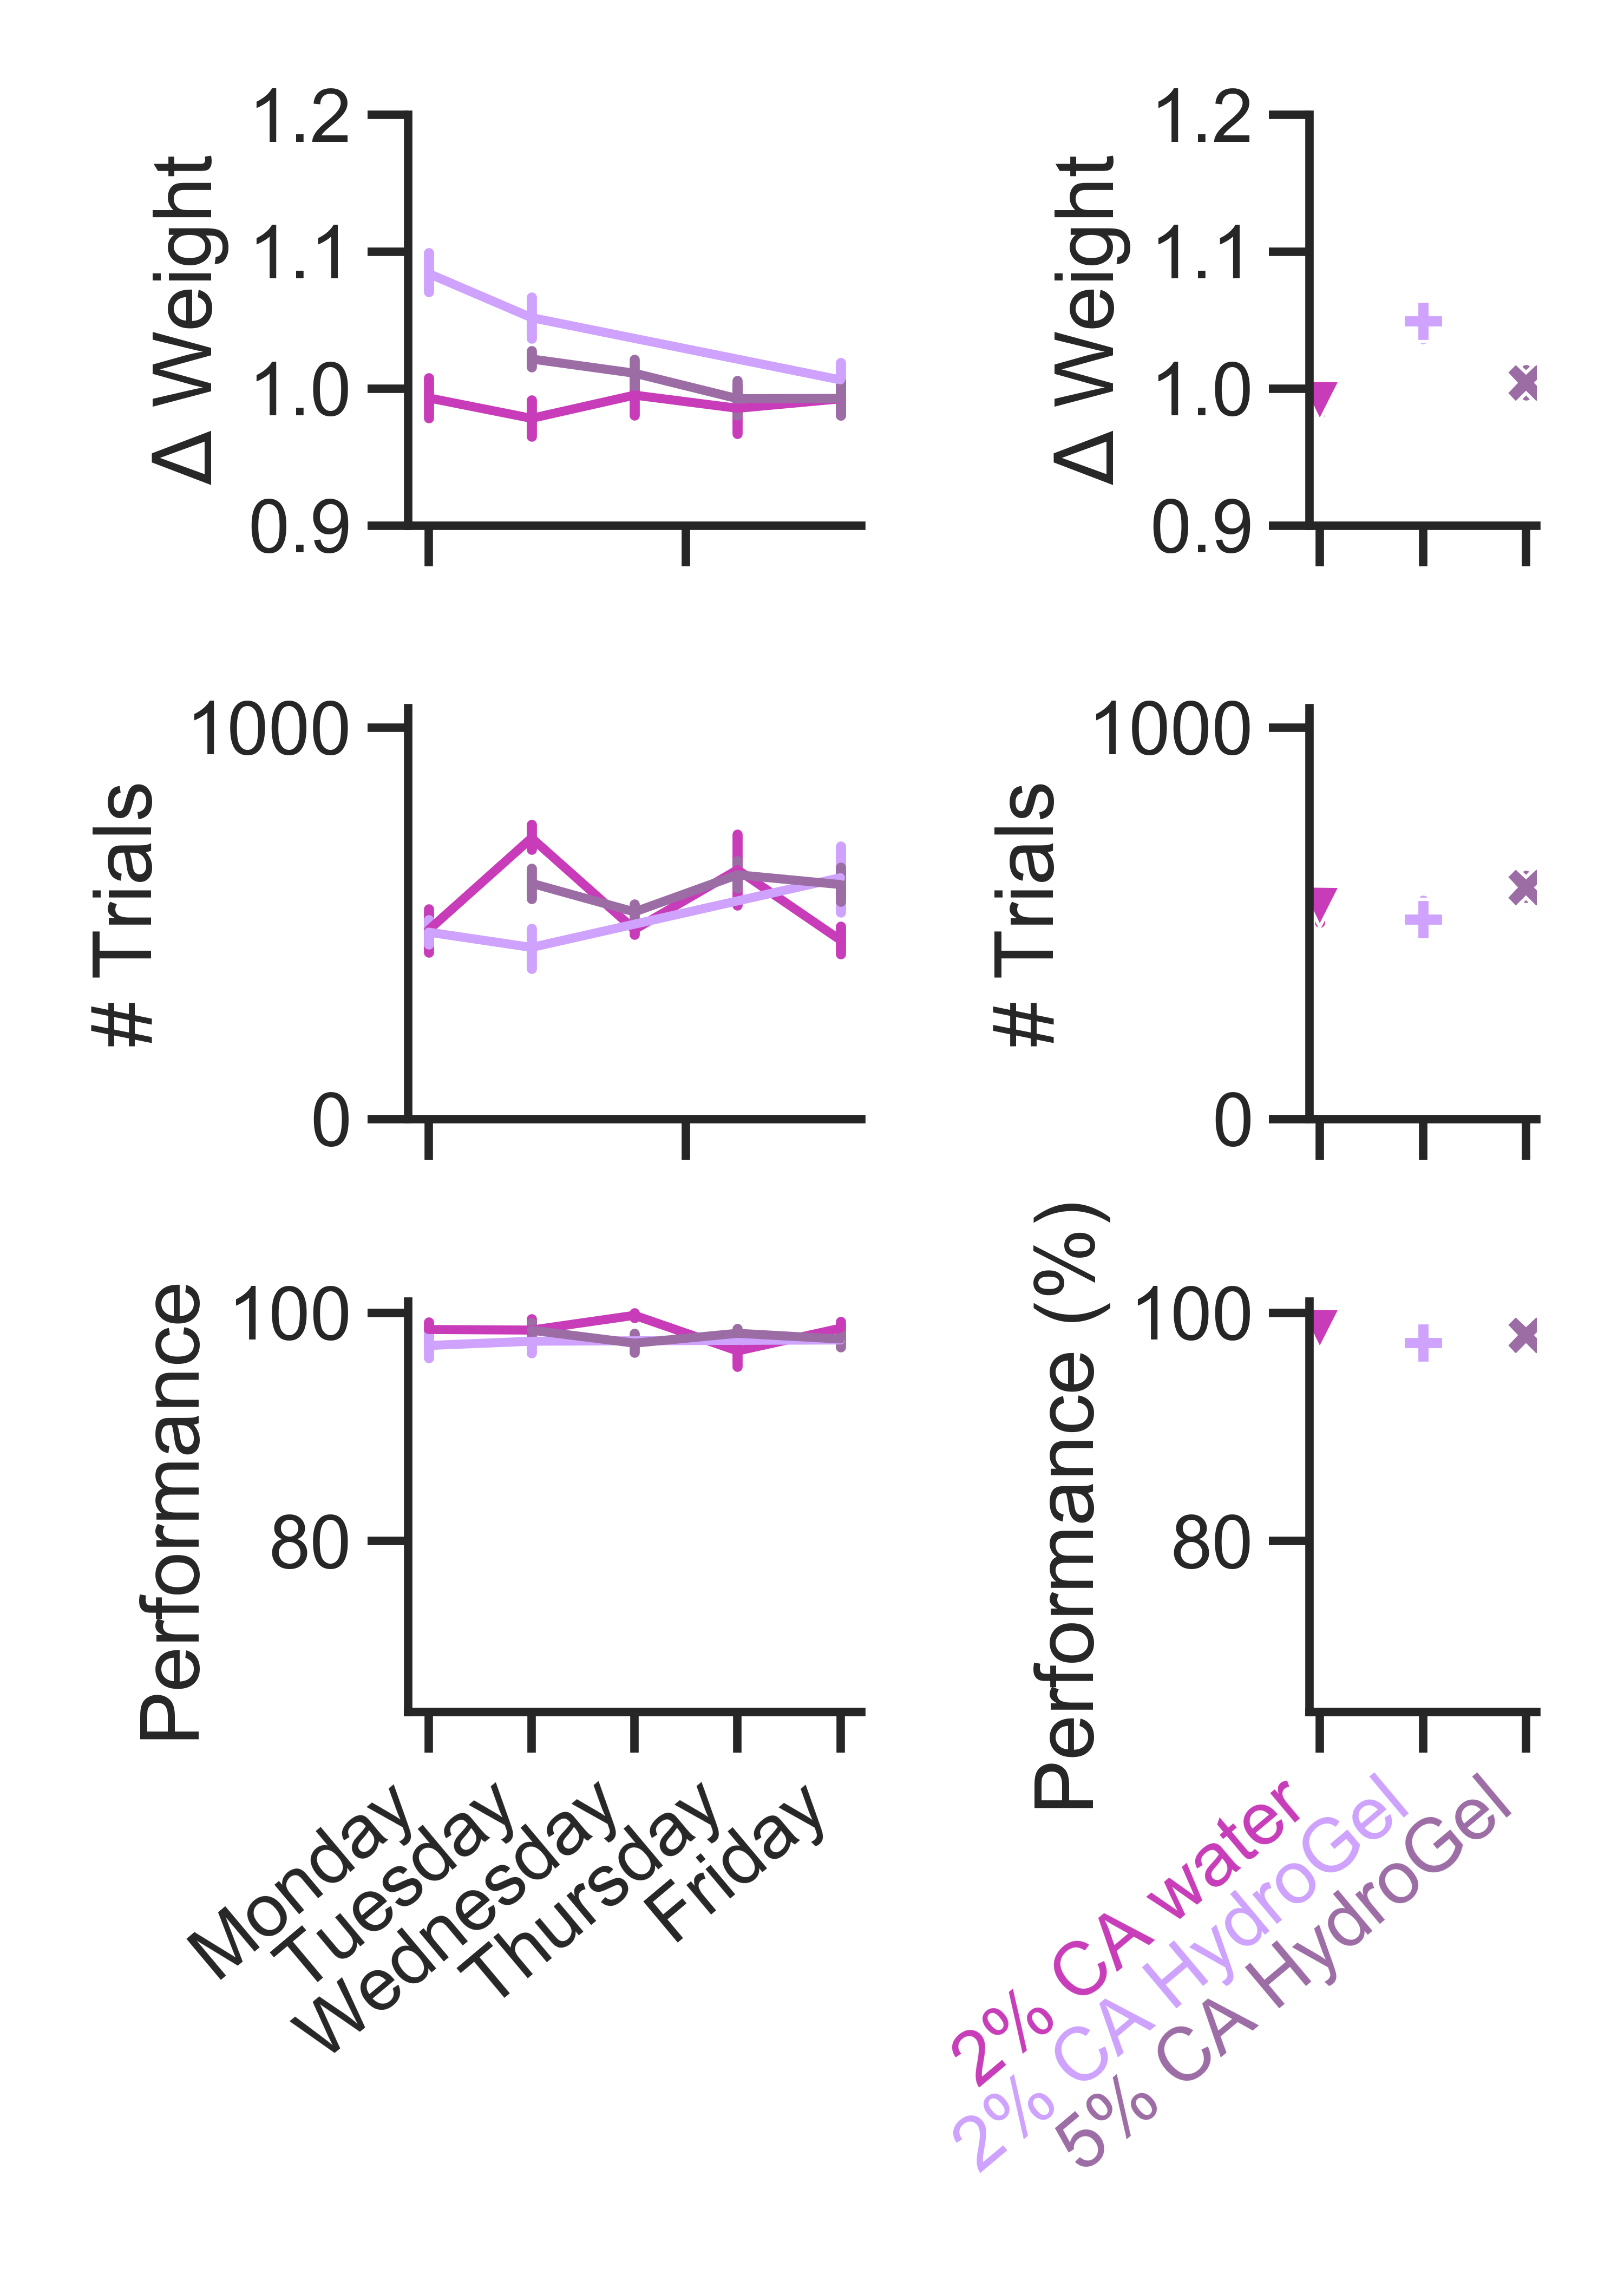 Δ Weight
1.2
1.1
1.0
0.9
Δ Weight
1.2
1.1
1.0
0.9
# Trials
1000
0
# Trials
1000
0
Performance
100
80
Monday
Tuesday
Wednesday
Thursday
Friday
Performance (%)
100
80
2% CA water
2% CA HydroGel
5% CA HydroGel